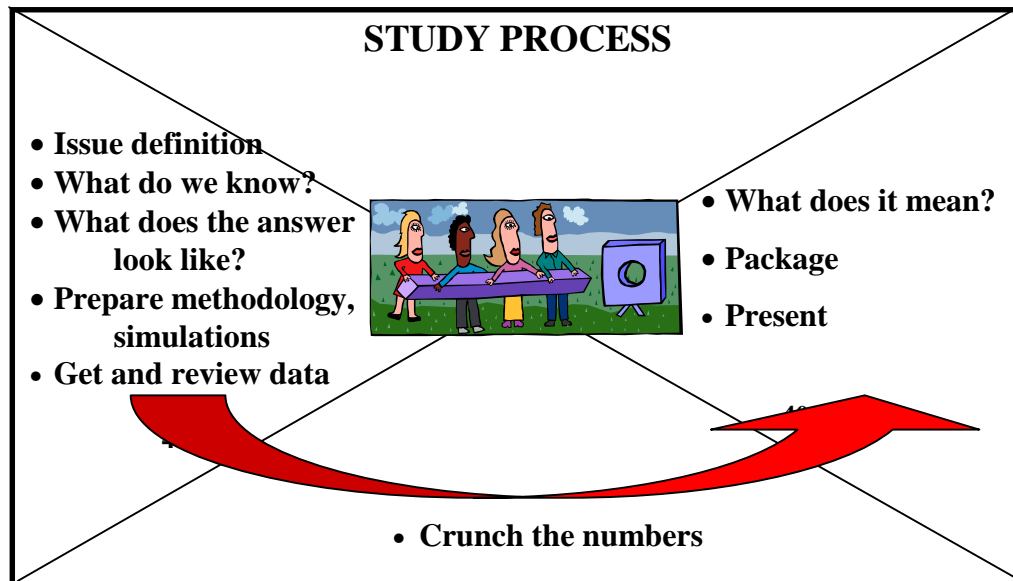 STUDY PROCESS
• Issue definition
• What do we know?
• What does the answer
look like?
• Prepare methodology,
simulations
• Get and review data
• What does it mean?
• Package
• Present
• Crunch the numbers